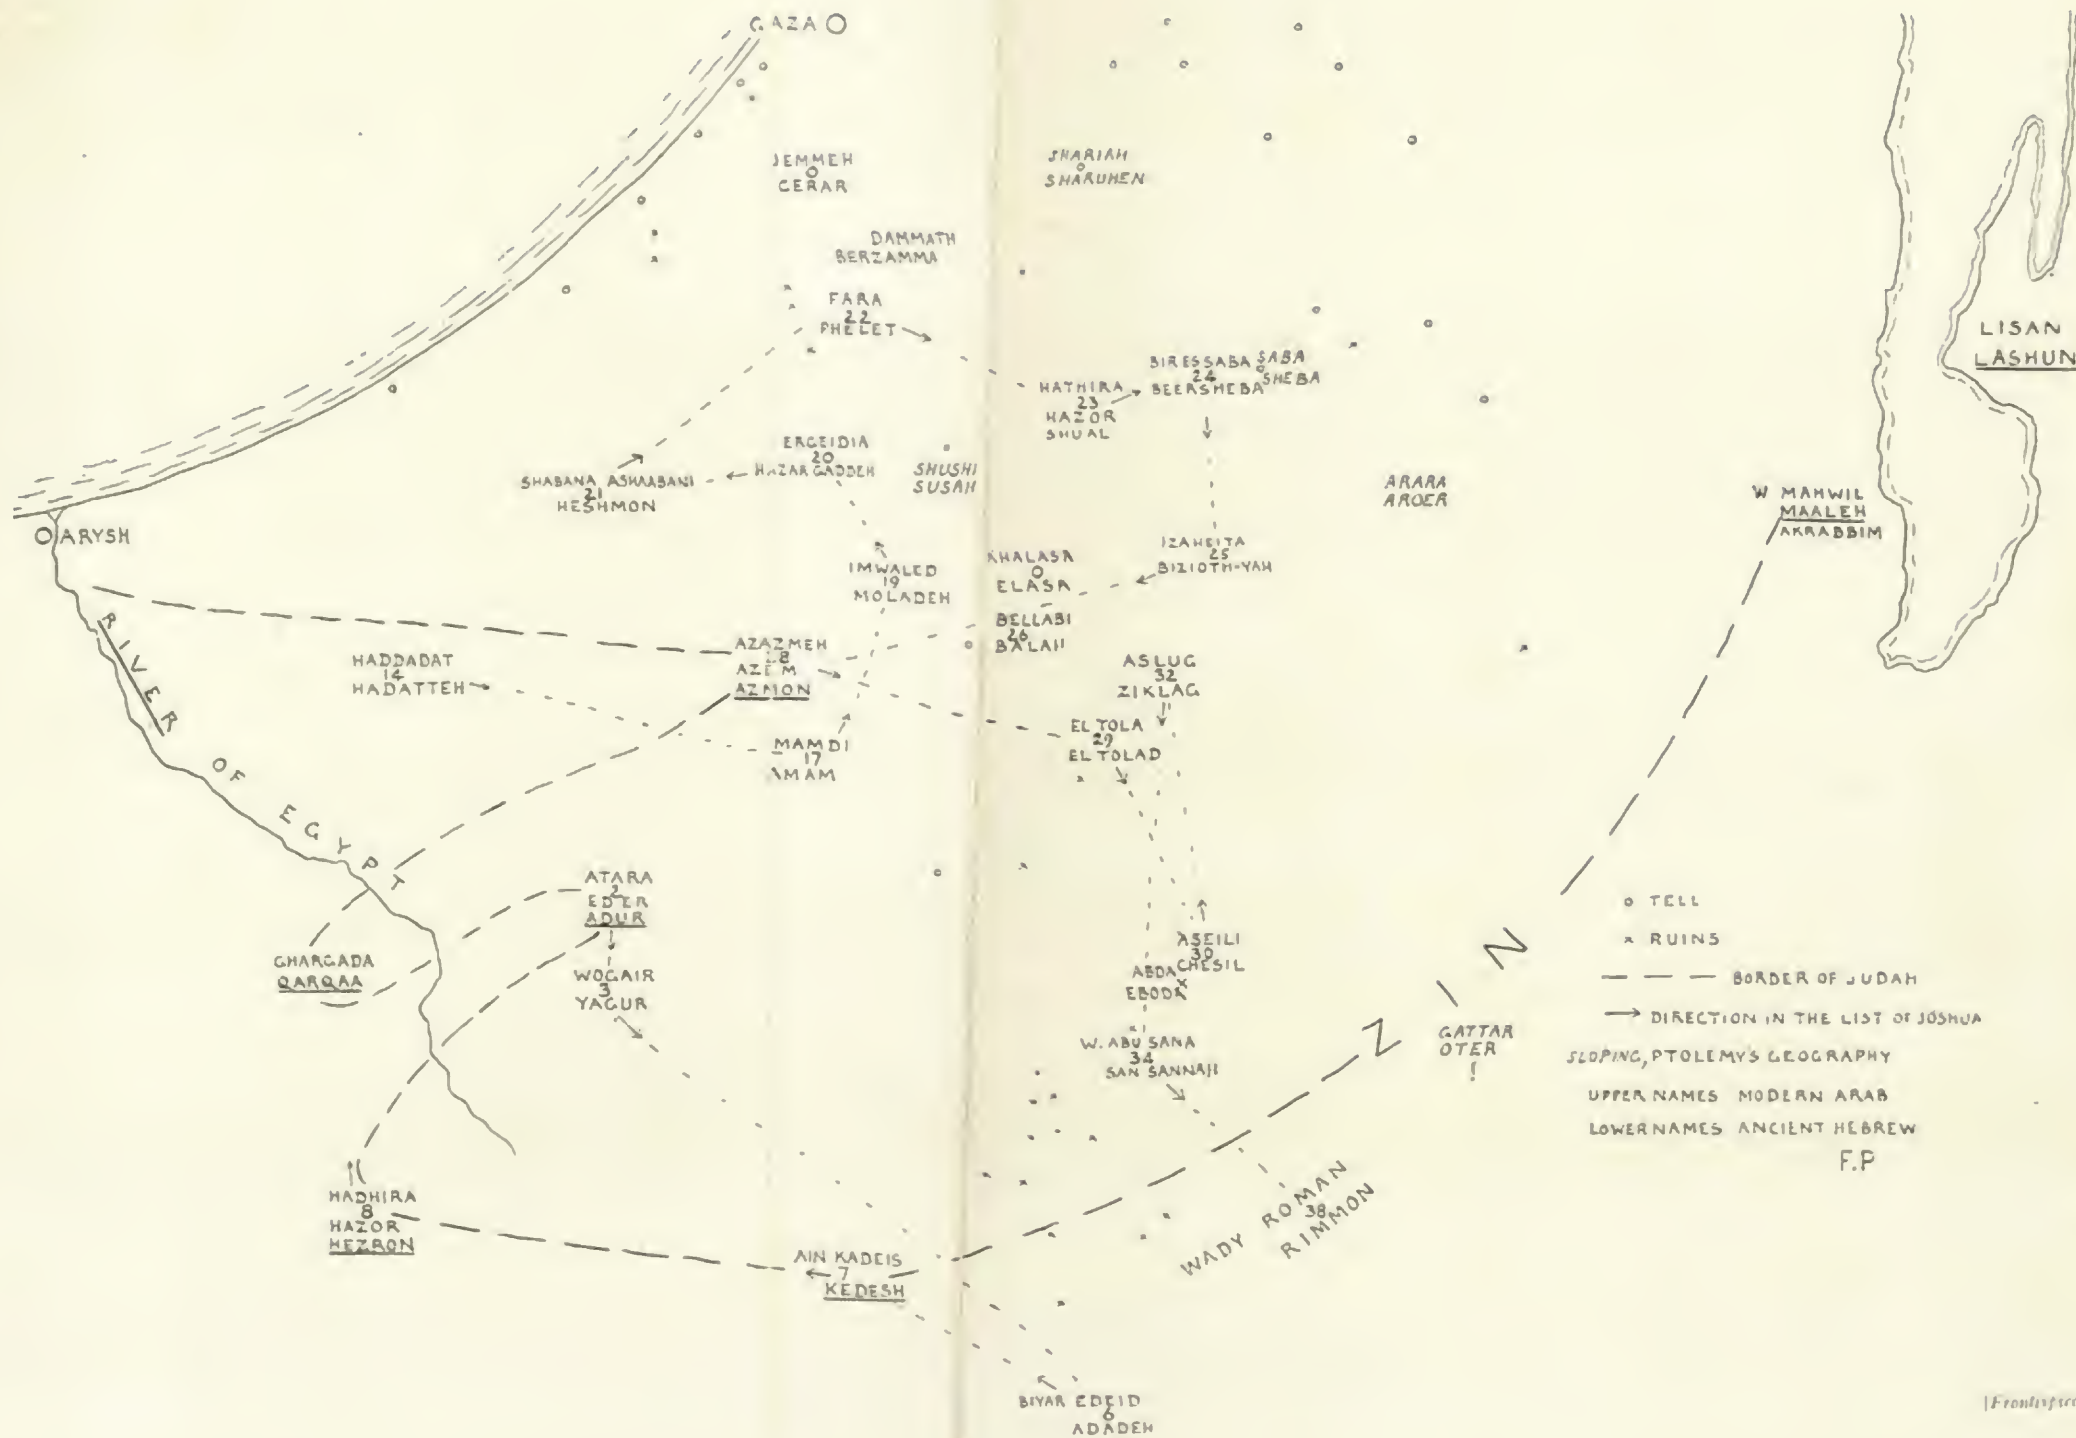 GAZA
JEMMEH
GERAR
SHARIAH
SHARUHEN
DAMMATH
BERZAMMA
FARA
22
PHELET
LISAN
LASHUN
BIRESSABA SABA
24
BEERSHEBA SHEBA
HATHIRA
23
HAZOR
SHUAL
ERGEIDIA
20
HAZAR GADDEH
SHUSHI
SUSAH
SHABANA ASHAABANI
21
HESHMON
ARARA
AROER
W MAHWIL
MAALEH
AKRABBIM
ARYSH
IZAHEITA
25
BIZIOTH-YAH
KHALASA
ELASA
IMWALED
19
MOLADEH
BELLABI
26
BALAH
RIVER OF EGYPT
AZAZMEH
AZEM
AZMON
HADDADAT
14
HADATTEH
ASLUG
32
ZIKLAG
EL TOLA
29
EL TOLAD
MAMDI
17
AMAM
ATARA
2
EDER
ADUR
GHARGADA
QARQAA
WOGAIR
3
YAGUR
ASEILI
30
CHESIL
ABDA
EBODA
W. ABU SANA
34
SAN SANNAH
ZIN
GATTAR
OTER
!
TELL
RUINS
BORDER OF JUDAH
DIRECTION IN THE LIST OF JOSHUA
SLOPING, PTOLEMY'S GEOGRAPHY
UPPER NAMES MODERN ARAB
LOWER NAMES ANCIENT HEBREW
F.P
HADHIRA
8
HAZOR
HEZRON
WADY ROMAN
38
RIMMON
AIN KADEIS
7
KEDESH
BIYAR EDEID
6
ADADEH